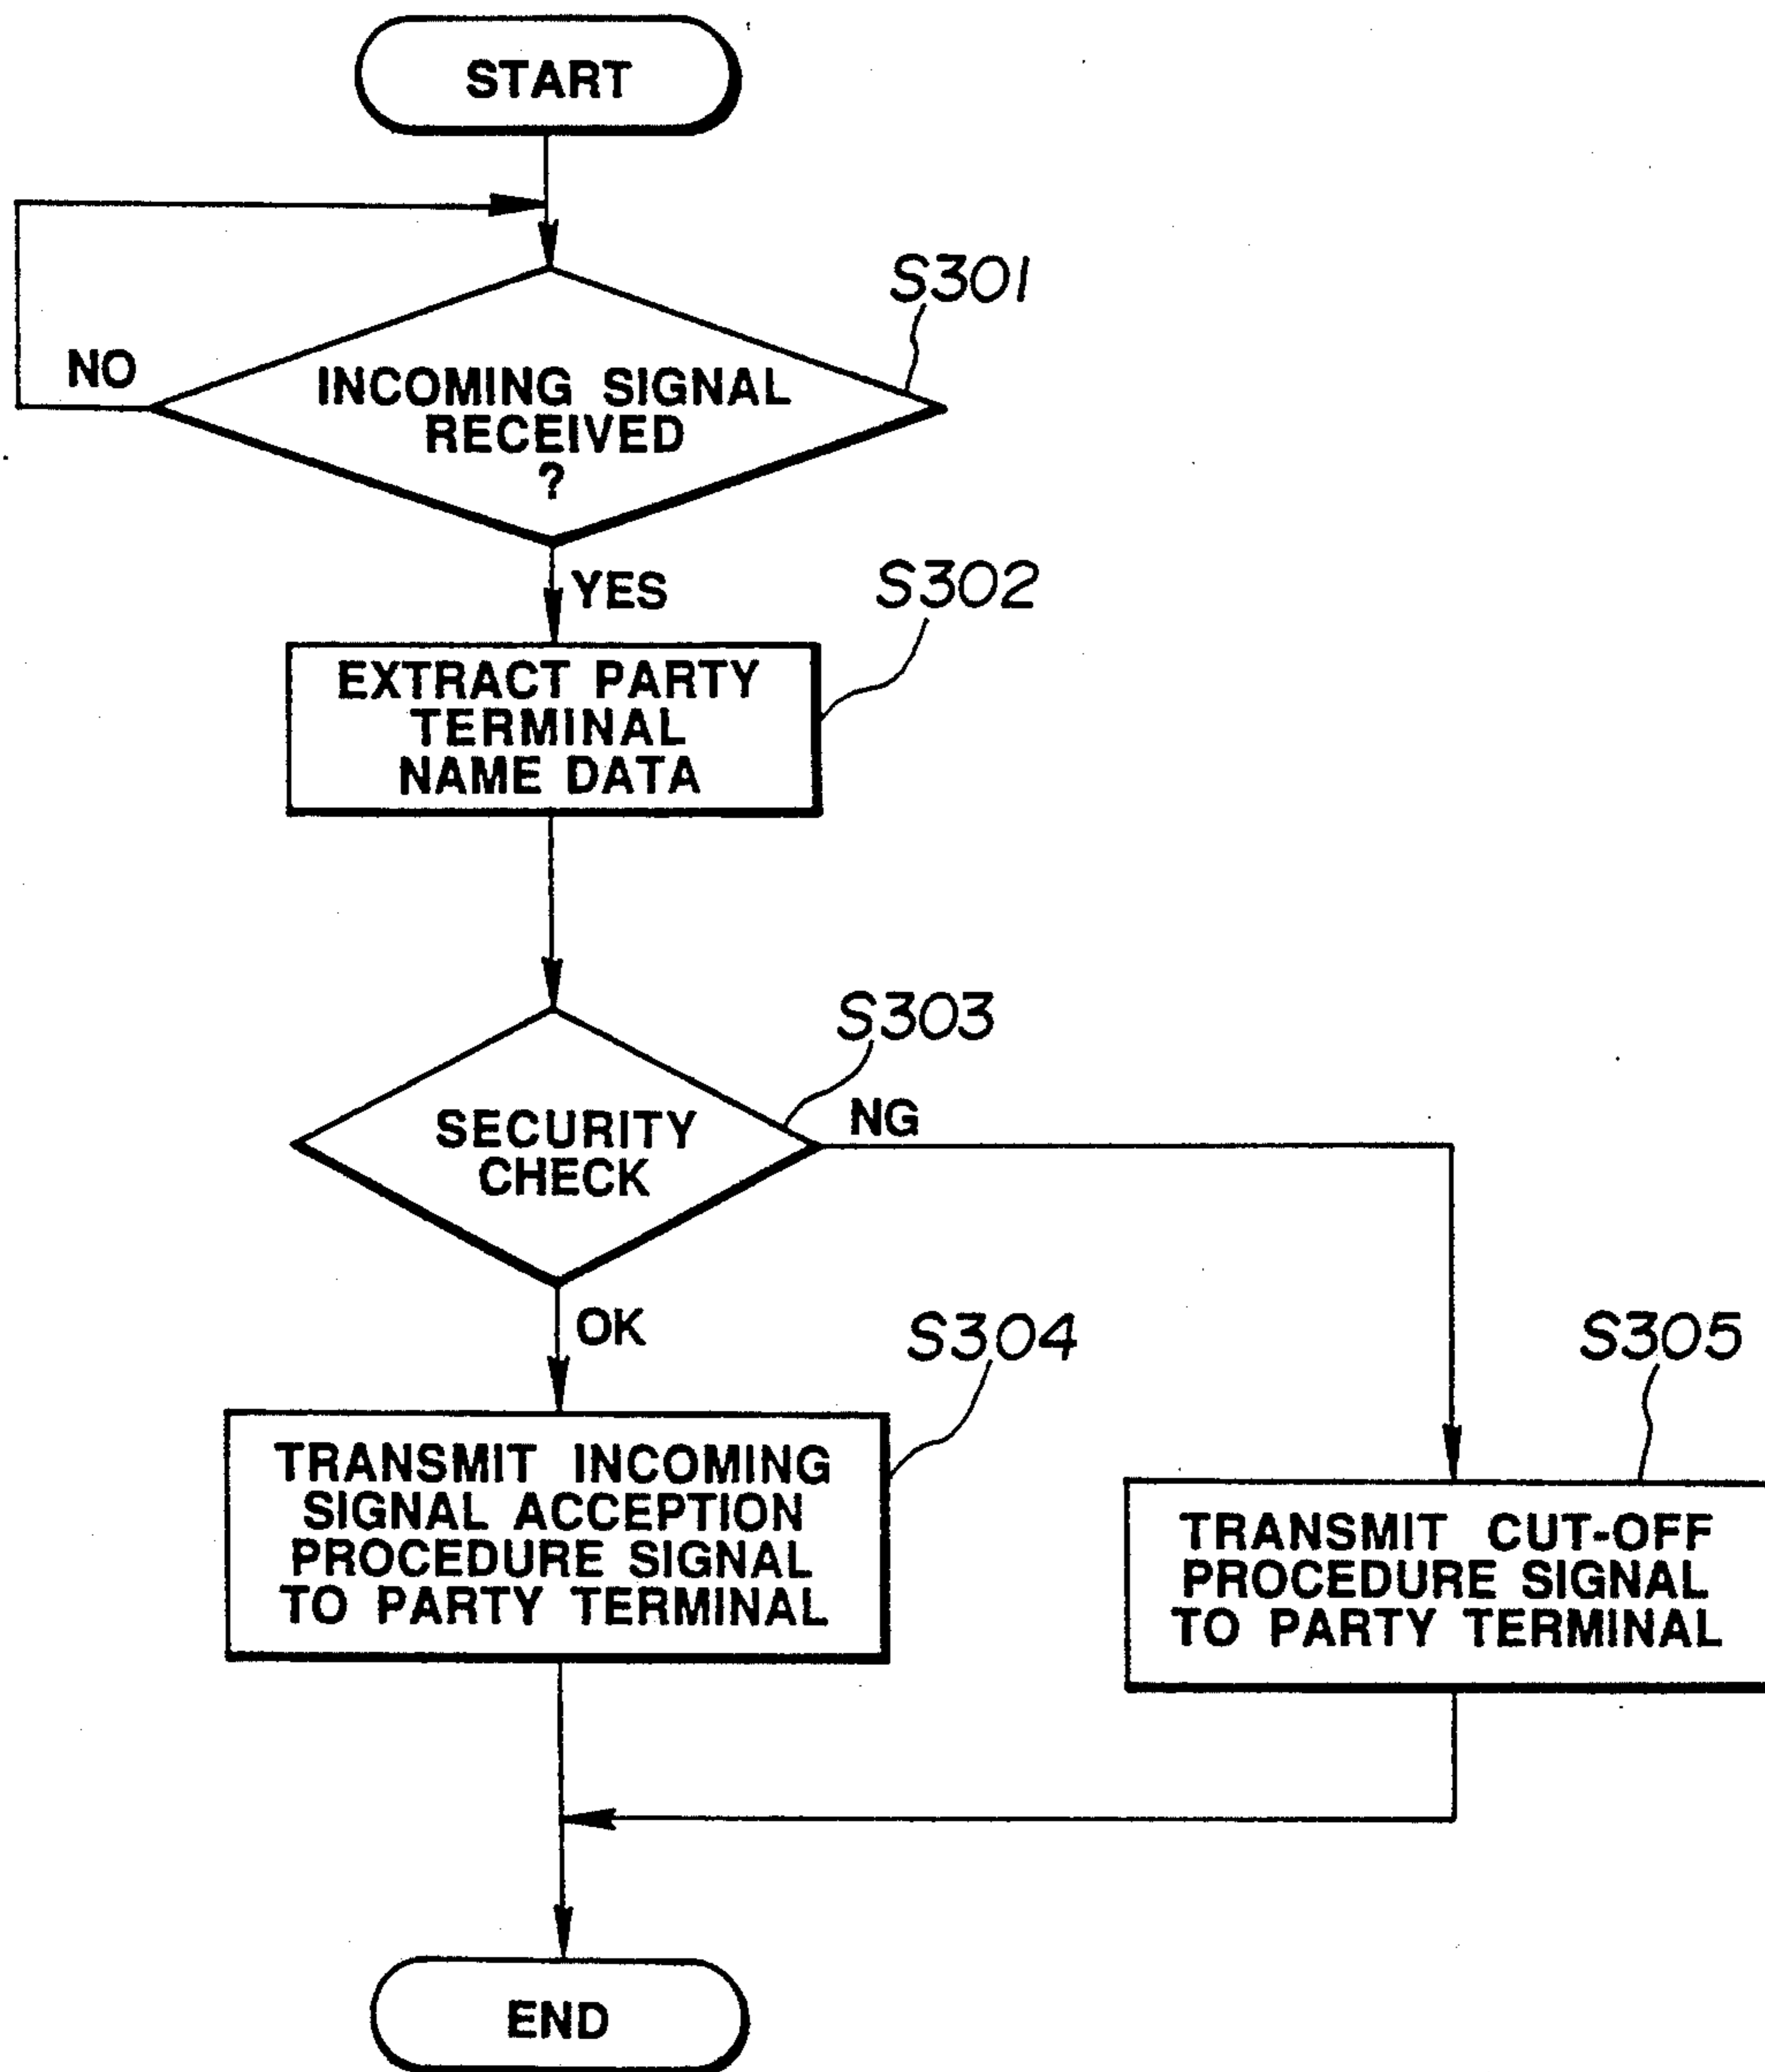 START
S301
NO
INCOMING SIGNAL
RECEIVED
?
YES
S302
EXTRACT PARTY
TERMINAL
NAME DATA
S303
SECURITY
CHECK
NG
OK
S304
TRANSMIT INCOMING
SIGNAL ACCEPTION
PROCEDURE SIGNAL
TO PARTY TERMINAL
S305
TRANSMIT CUT-OFF
PROCEDURE SIGNAL
TO PARTY TERMINAL
END